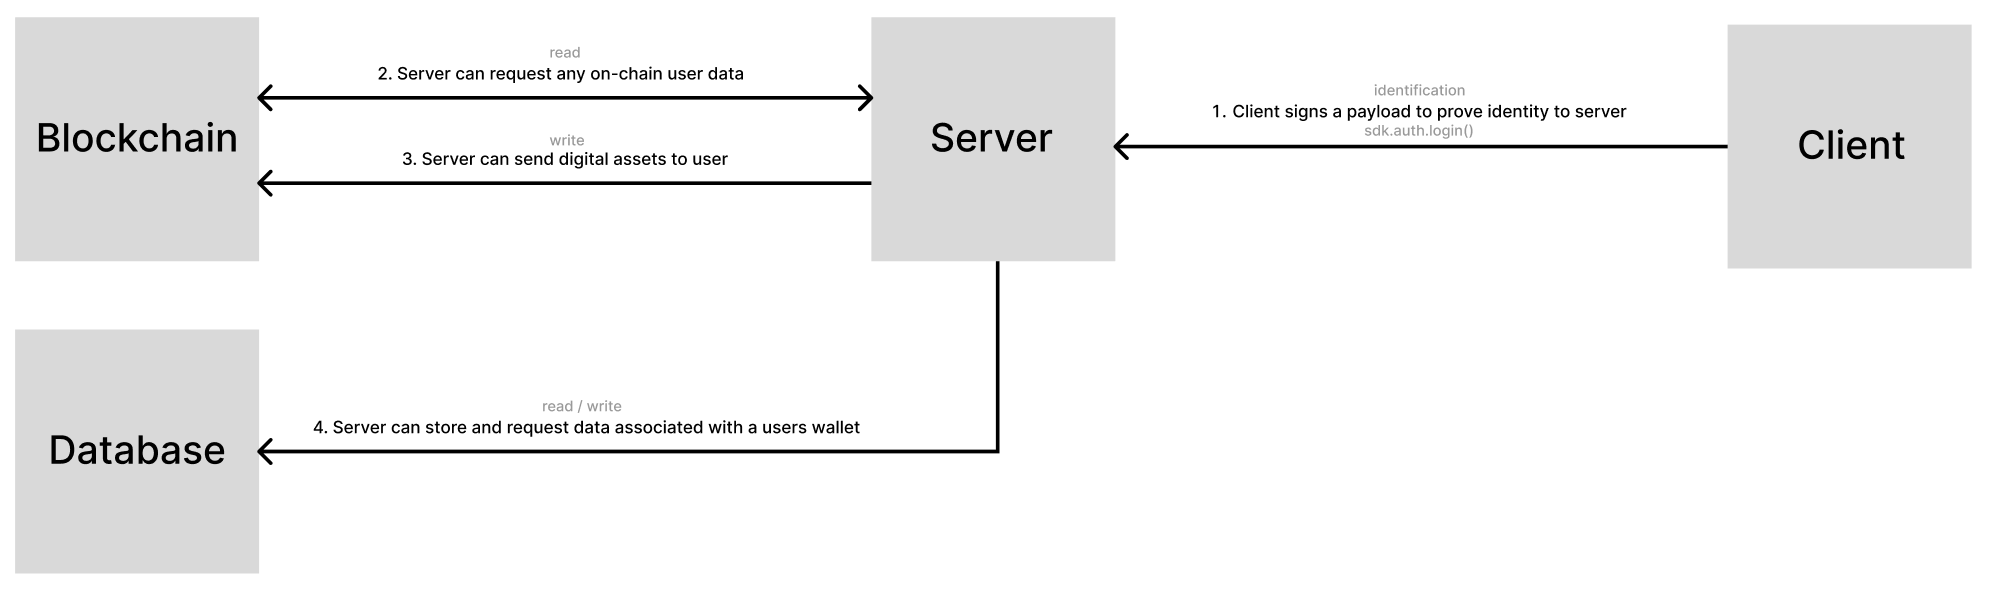 Blockchain
read
2. Server can request any on-chain user data
write
3. Server can send digital assets to user
Server
identification
1. Client signs a payload to prove identity to server
sdk.auth.login()
Client
Database
read / write
4. Server can store and request data associated with a users wallet